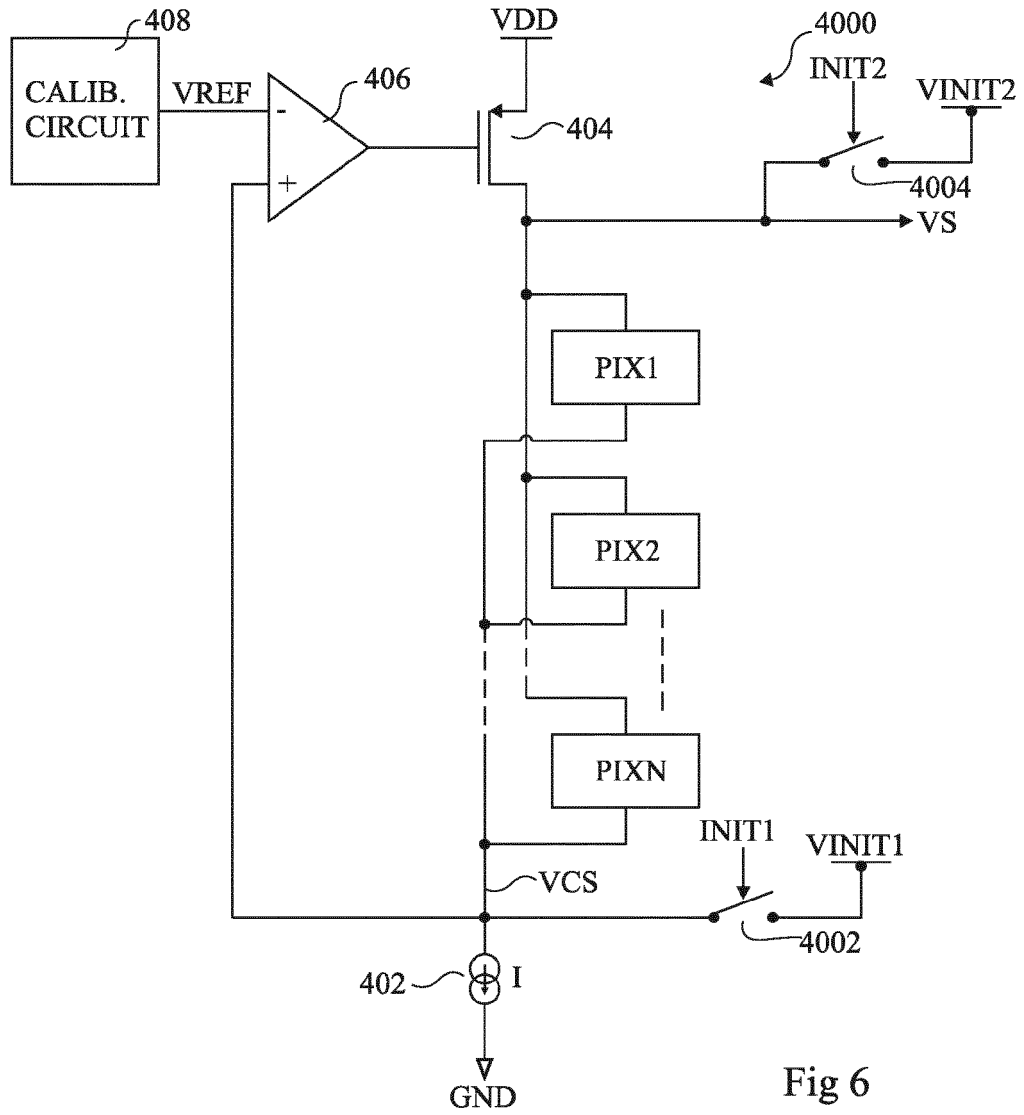 408
CALIB.
CIRCUIT
VREF
-
+
406
VDD
404
4000
INIT2
VINIT2
4004
VS
PIX1
PIX2
PIXN
INIT1
VINIT1
VCS
4002
402
I
GND
Fig 6